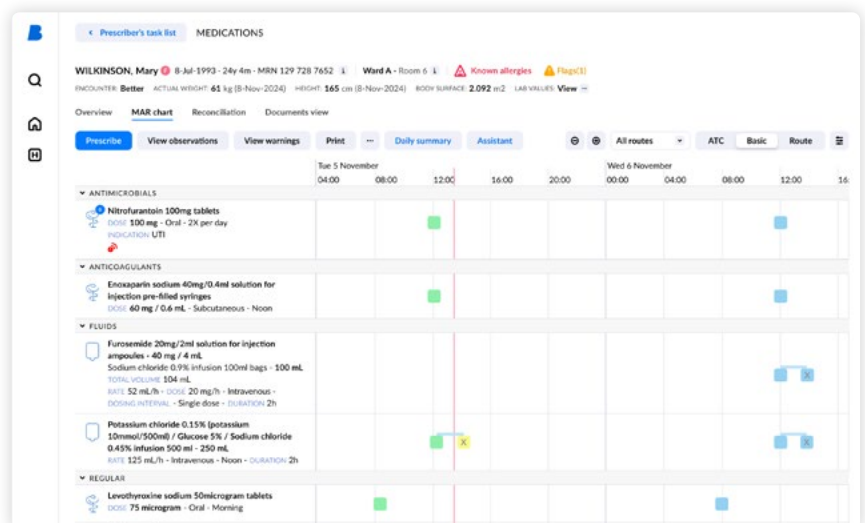 Prescriber's task list MEDICATIONS
WILKINSON, Mary 8-Jul-1993 - 24y 4m - MRN 129 728 7652 i Ward A - Room 6 i Known allergies Flags(1)
ENCOUNTER: Better ACTUAL WEIGHT: 61 kg (8-Nov-2024) HEIGHT: 165 cm (8-Nov-2024) BODY SURFACE: 2.092 m2 LAB VALUES: View
Overview MAR chart Reconciliation Documents view
Prescribe View observations View warnings Print ··· Daily summary Assistant All routes ATC Basic Route
Tue 5 November Wed 6 November
04:00 08:00 12:00 16:00 20:00 00:00 04:00 08:00 12:00 16:
ANTIMICROBIALS
Nitrofurantoin 100mg tablets
DOSE 100 mg - Oral - 2X per day
INDICATION UTI
ANTICOAGULANTS
Enoxaparin sodium 40mg/0.4ml solution for
injection pre-filled syringes
DOSE 60 mg / 0.6 mL - Subcutaneous - Noon
FLUIDS
Furosemide 20mg/2ml solution for injection
ampoules - 40 mg / 4 mL
Sodium chloride 0.9% infusion 100ml bags - 100 mL
TOTAL VOLUME 104 mL
RATE 52 mL/h - DOSE 20 mg/h - Intravenous -
DOSING INTERVAL - Single dose - DURATION 2h
X
Potassium chloride 0.15% (potassium
10mmol/500ml) / Glucose 5% / Sodium chloride
0.45% infusion 500 ml - 250 mL
RATE 125 mL/h - Intravenous - Noon - DURATION 2h
X X
REGULAR
Levothyroxine sodium 50microgram tablets
DOSE 75 microgram - Oral - Morning